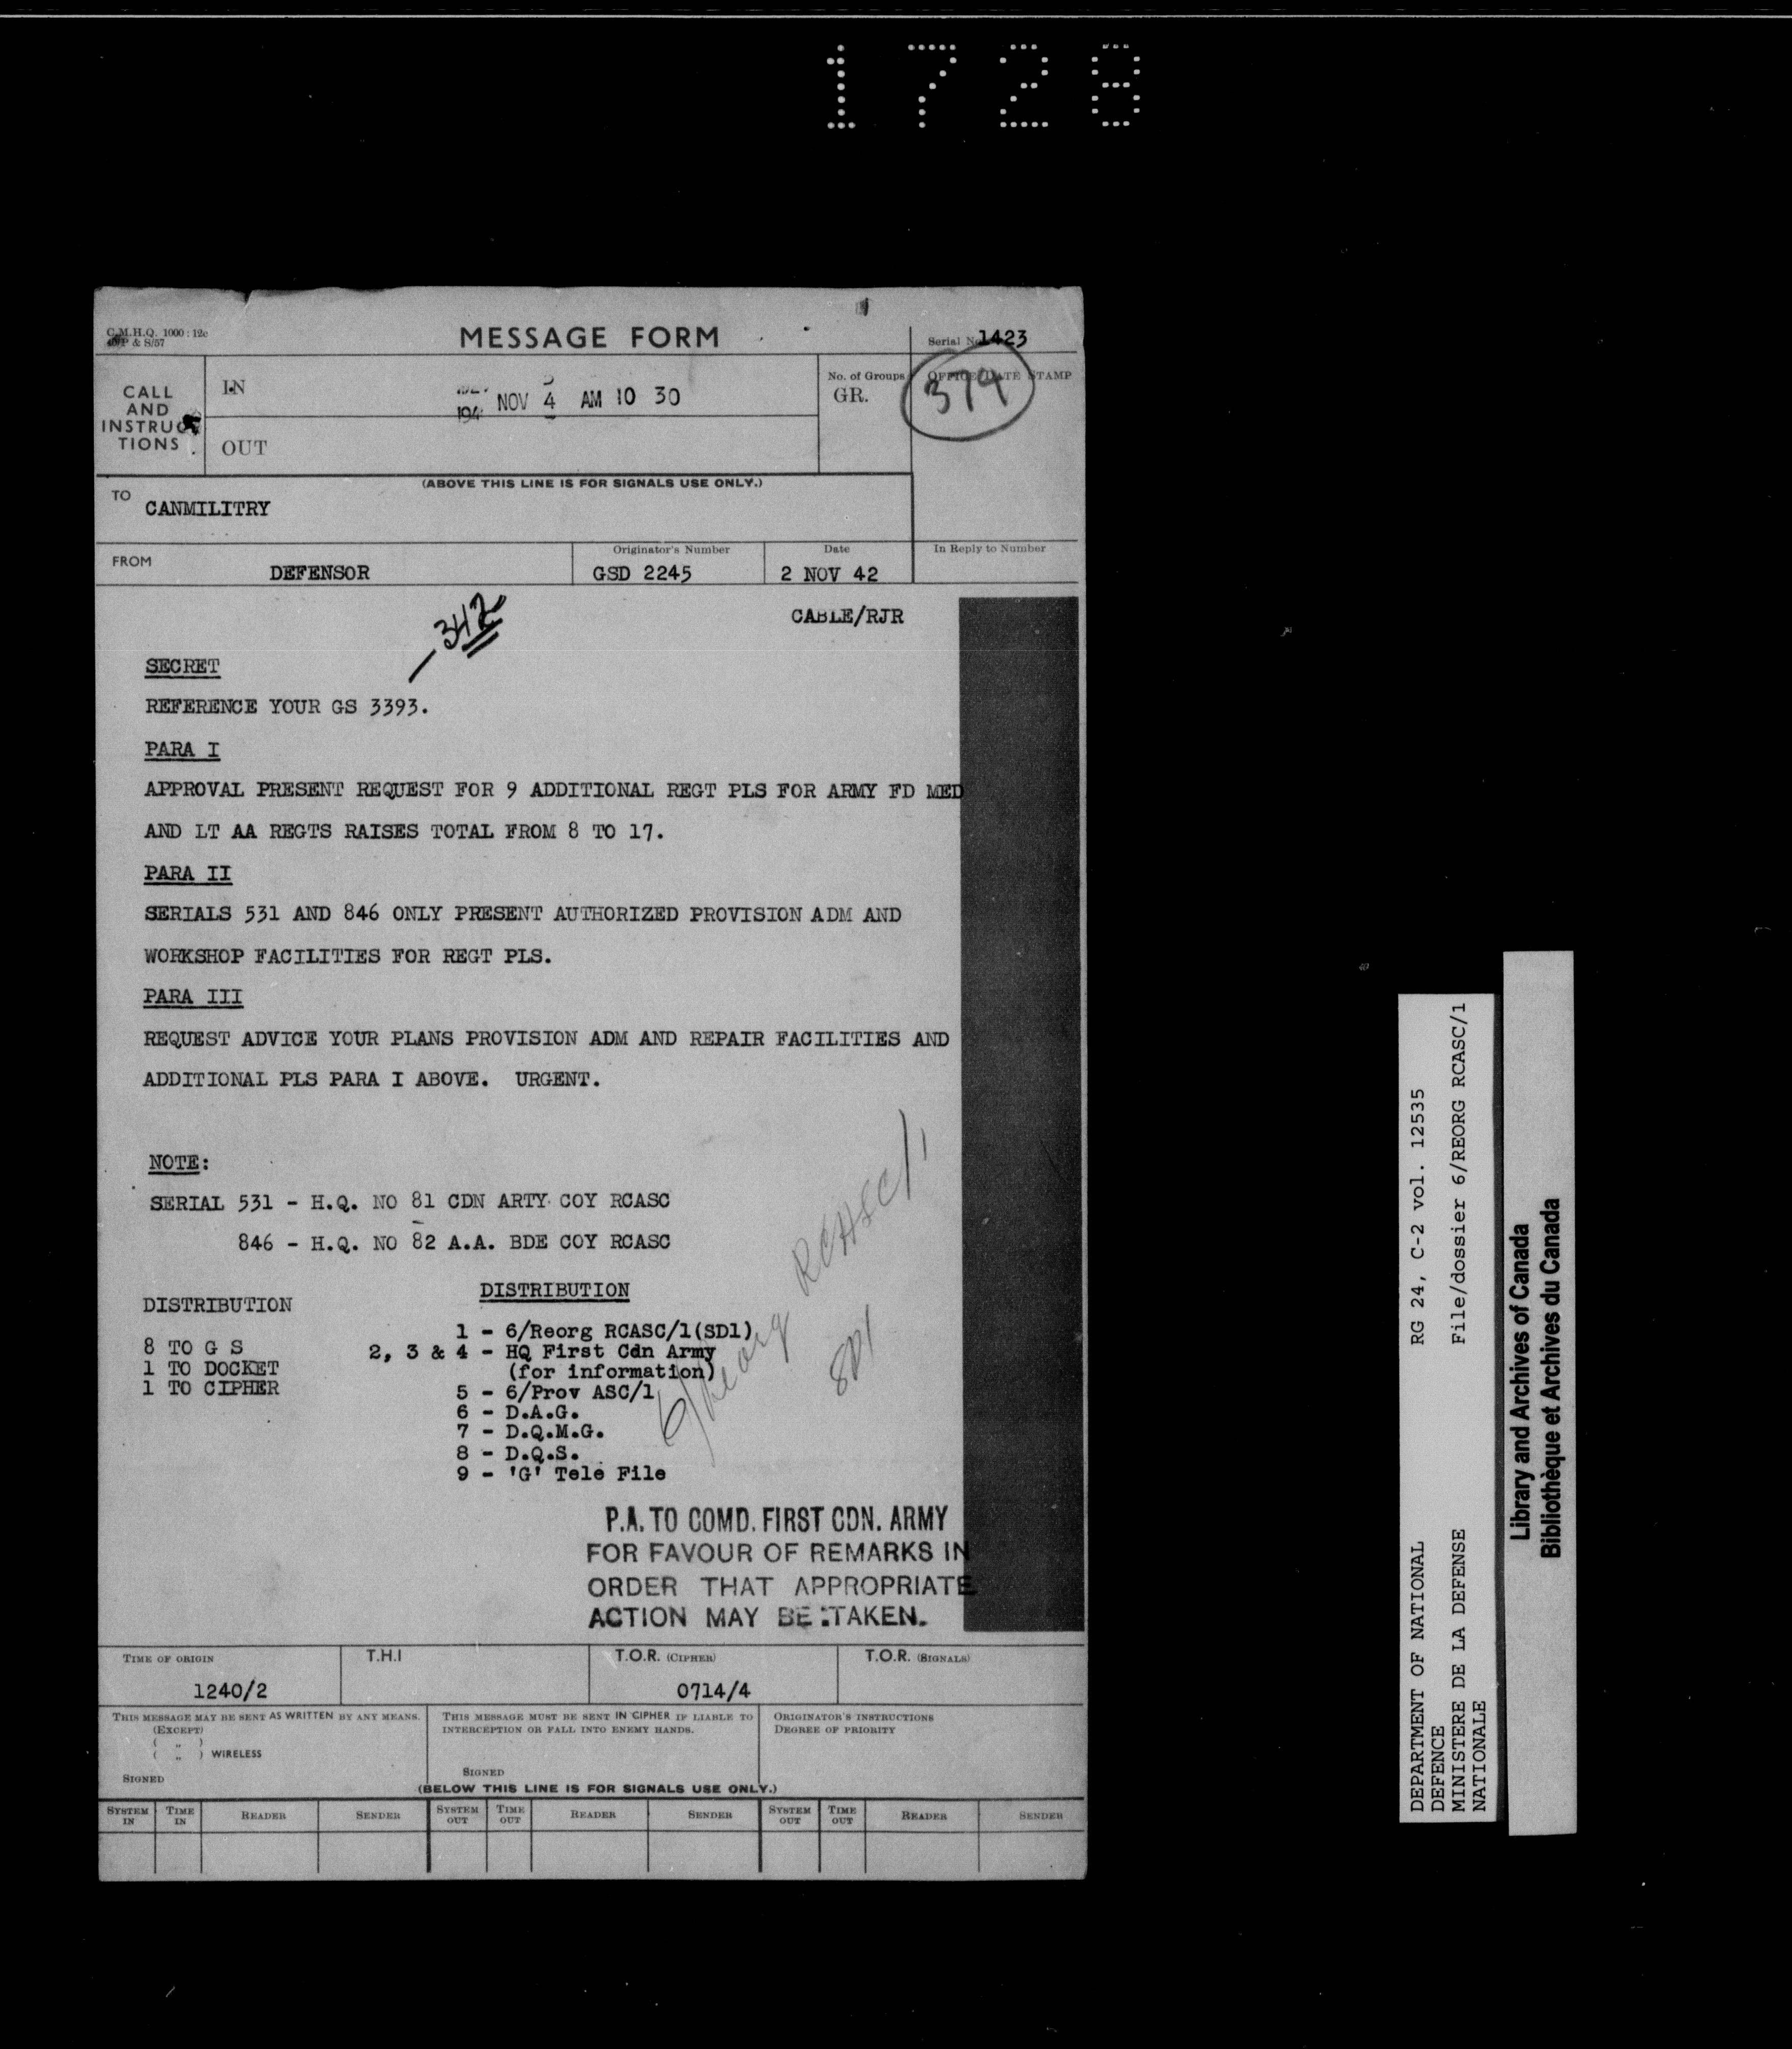 1728
C.M.H.Q. 1000 : 12c
P & S/57
MESSAGE FORM
Serial No. 1423
CALL AND INSTRUCTIONS
IN
NOV 4 AM 10 30
No. of Groups
GR.
OFFICE DATE STAMP
379
OUT
(ABOVE THIS LINE IS FOR SIGNALS USE ONLY.)
TO
CANMILITRY
FROM
DEFENSOR
Originator's Number
GSD 2245
Date
2 NOV 42
In Reply to Number
CABLE/RJR
342
SECRET
REFERENCE YOUR GS 3393.
PARA I
APPROVAL PRESENT REQUEST FOR 9 ADDITIONAL REGT PLS FOR ARMY FD MED
AND LT AA REGTS RAISES TOTAL FROM 8 TO 17.
PARA II
SERIALS 531 AND 846 ONLY PRESENT AUTHORIZED PROVISION ADM AND
WORKSHOP FACILITIES FOR REGT PLS.
PARA III
REQUEST ADVICE YOUR PLANS PROVISION ADM AND REPAIR FACILITIES AND
ADDITIONAL PLS PARA I ABOVE. URGENT.
NOTE:
SERIAL 531 - H.Q. NO 81 CDN ARTY COY RCASC
846 - H.Q. NO 82 A.A. BDE COY RCASC
DISTRIBUTION
8 TO G S
1 TO DOCKET
1 TO CIPHER
DISTRIBUTION
1 - 6/Reorg RCASC/1(SD1)
2, 3 & 4 - HQ First Cdn Army
(for information)
5 - 6/Prov ASC/1
6 - D.A.G.
7 - D.Q.M.G.
8 - D.Q.S.
9 - 'G' Tele File
6/Reorg RCASC/1
SD1
P.A. TO COMD. FIRST CDN. ARMY
FOR FAVOUR OF REMARKS IN
ORDER THAT APPROPRIATE
ACTION MAY BE TAKEN.
TIME OF ORIGIN
1240/2
T.H.I
T.O.R. (CIPHER)
0714/4
T.O.R. (SIGNALS)
THIS MESSAGE MAY BE SENT AS WRITTEN BY ANY MEANS.
(EXCEPT)
( „ )
( „ ) WIRELESS
SIGNED
THIS MESSAGE MUST BE SENT IN CIPHER IF LIABLE TO
INTERCEPTION OR FALL INTO ENEMY HANDS.
SIGNED
ORIGINATOR'S INSTRUCTIONS
DEGREE OF PRIORITY
(BELOW THIS LINE IS FOR SIGNALS USE ONLY.)
SYSTEM IN TIME IN READER SENDER SYSTEM OUT TIME OUT READER SENDER SYSTEM OUT TIME OUT READER SENDER
DEPARTMENT OF NATIONAL DEFENCE
MINISTERE DE LA DEFENSE NATIONALE
RG 24, C-2 vol. 12535
File/dossier 6/REORG RCASC/1
Library and Archives of Canada
Bibliothèque et Archives du Canada